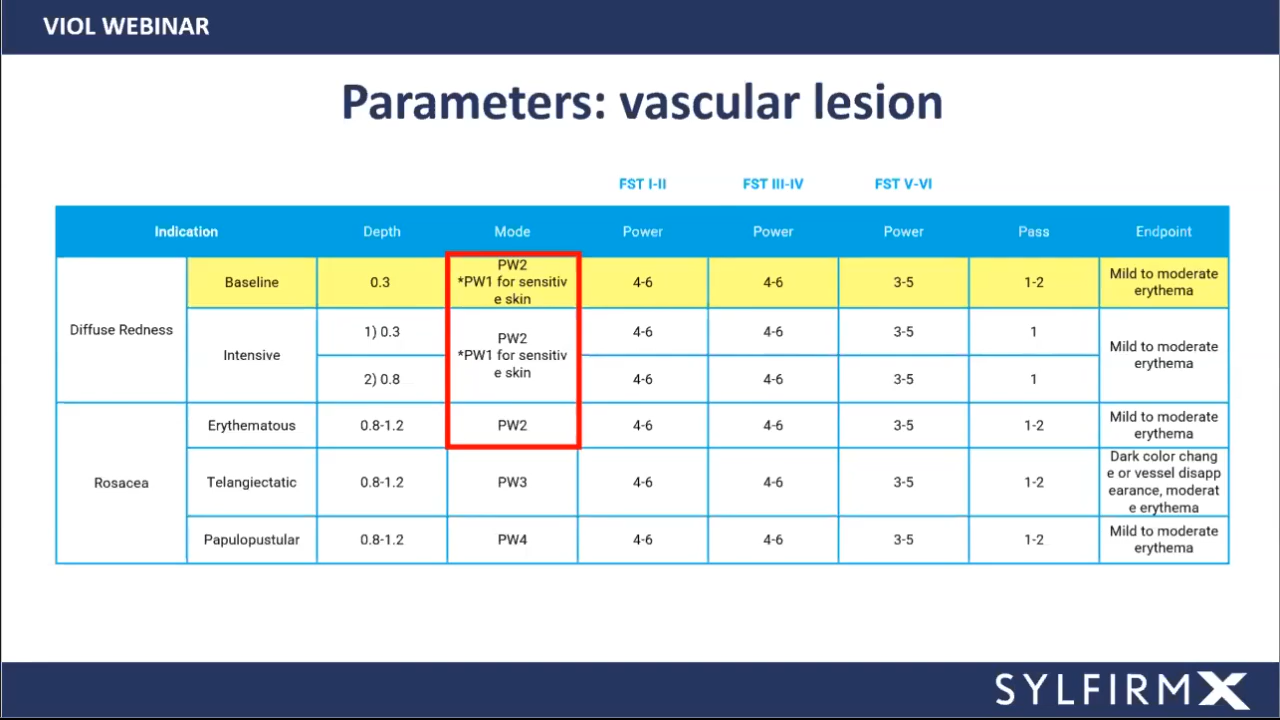 VIOL WEBINAR
Parameters: vascular lesion
FST I-II FST III-IV FST V-VI
Indication Depth Mode Power Power Power Pass Endpoint
Diffuse Redness
Baseline 0.3
PW2
*PW1 for sensitiv
e skin
4-6 4-6 3-5 1-2
Mild to moderate
erythema
Intensive
1) 0.3
PW2
*PW1 for sensitiv
e skin
4-6 4-6 3-5 1
Mild to moderate
erythema
2) 0.8 4-6 4-6 3-5 1
Rosacea
Erythematous 0.8-1.2 PW2 4-6 4-6 3-5 1-2
Mild to moderate
erythema
Telangiectatic 0.8-1.2 PW3 4-6 4-6 3-5 1-2
Dark color chang
e or vessel disapp
earance, moderat
e erythema
Papulopustular 0.8-1.2 PW4 4-6 4-6 3-5 1-2
Mild to moderate
erythema
SYLFIRM X